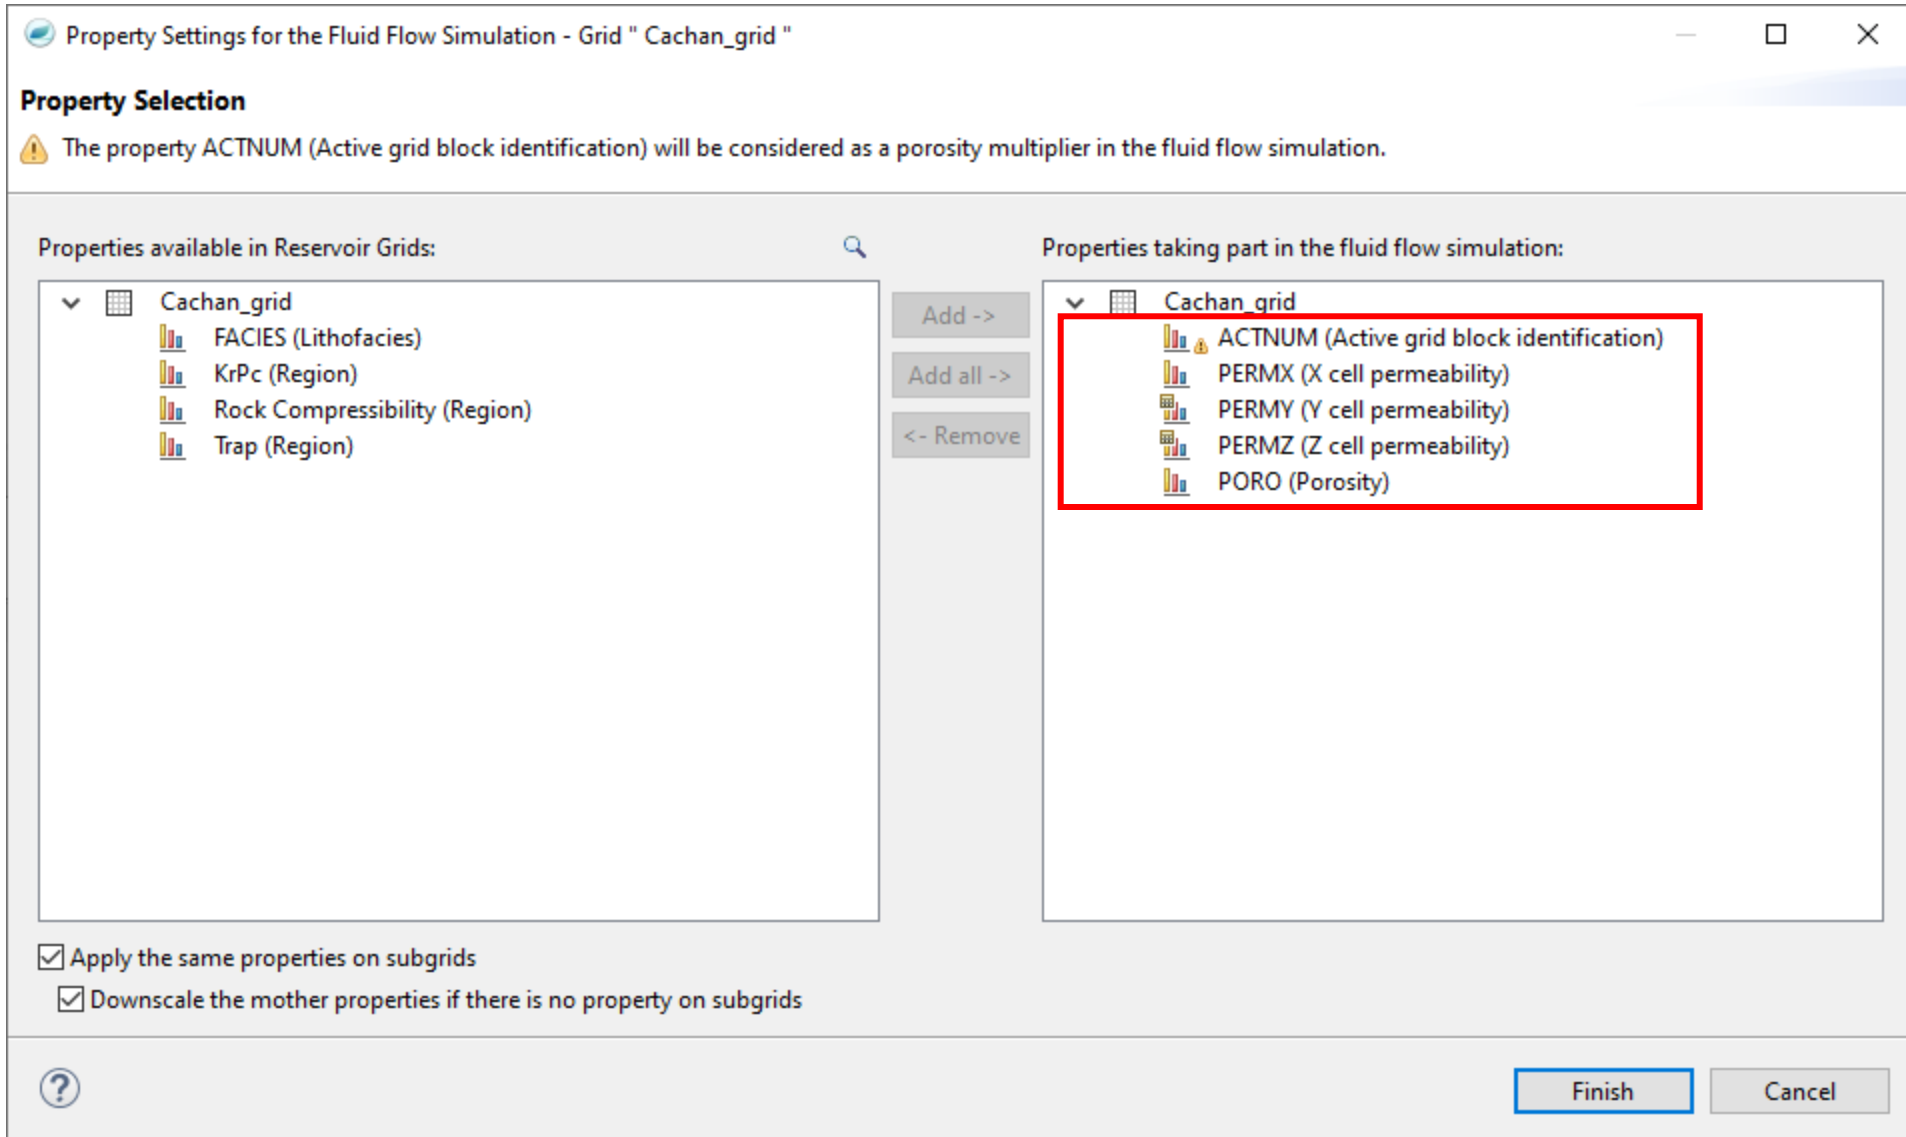 Property Settings for the Fluid Flow Simulation - Grid " Cachan_grid "
Property Selection
The property ACTNUM (Active grid block identification) will be considered as a porosity multiplier in the fluid flow simulation.
Properties available in Reservoir Grids:
Cachan_grid
FACIES (Lithofacies)
KrPc (Region)
Rock Compressibility (Region)
Trap (Region)
Add ->
Add all ->
<- Remove
Properties taking part in the fluid flow simulation:
Cachan_grid
ACTNUM (Active grid block identification)
PERMX (X cell permeability)
PERMY (Y cell permeability)
PERMZ (Z cell permeability)
PORO (Porosity)
Apply the same properties on subgrids
Downscale the mother properties if there is no property on subgrids
Finish
Cancel